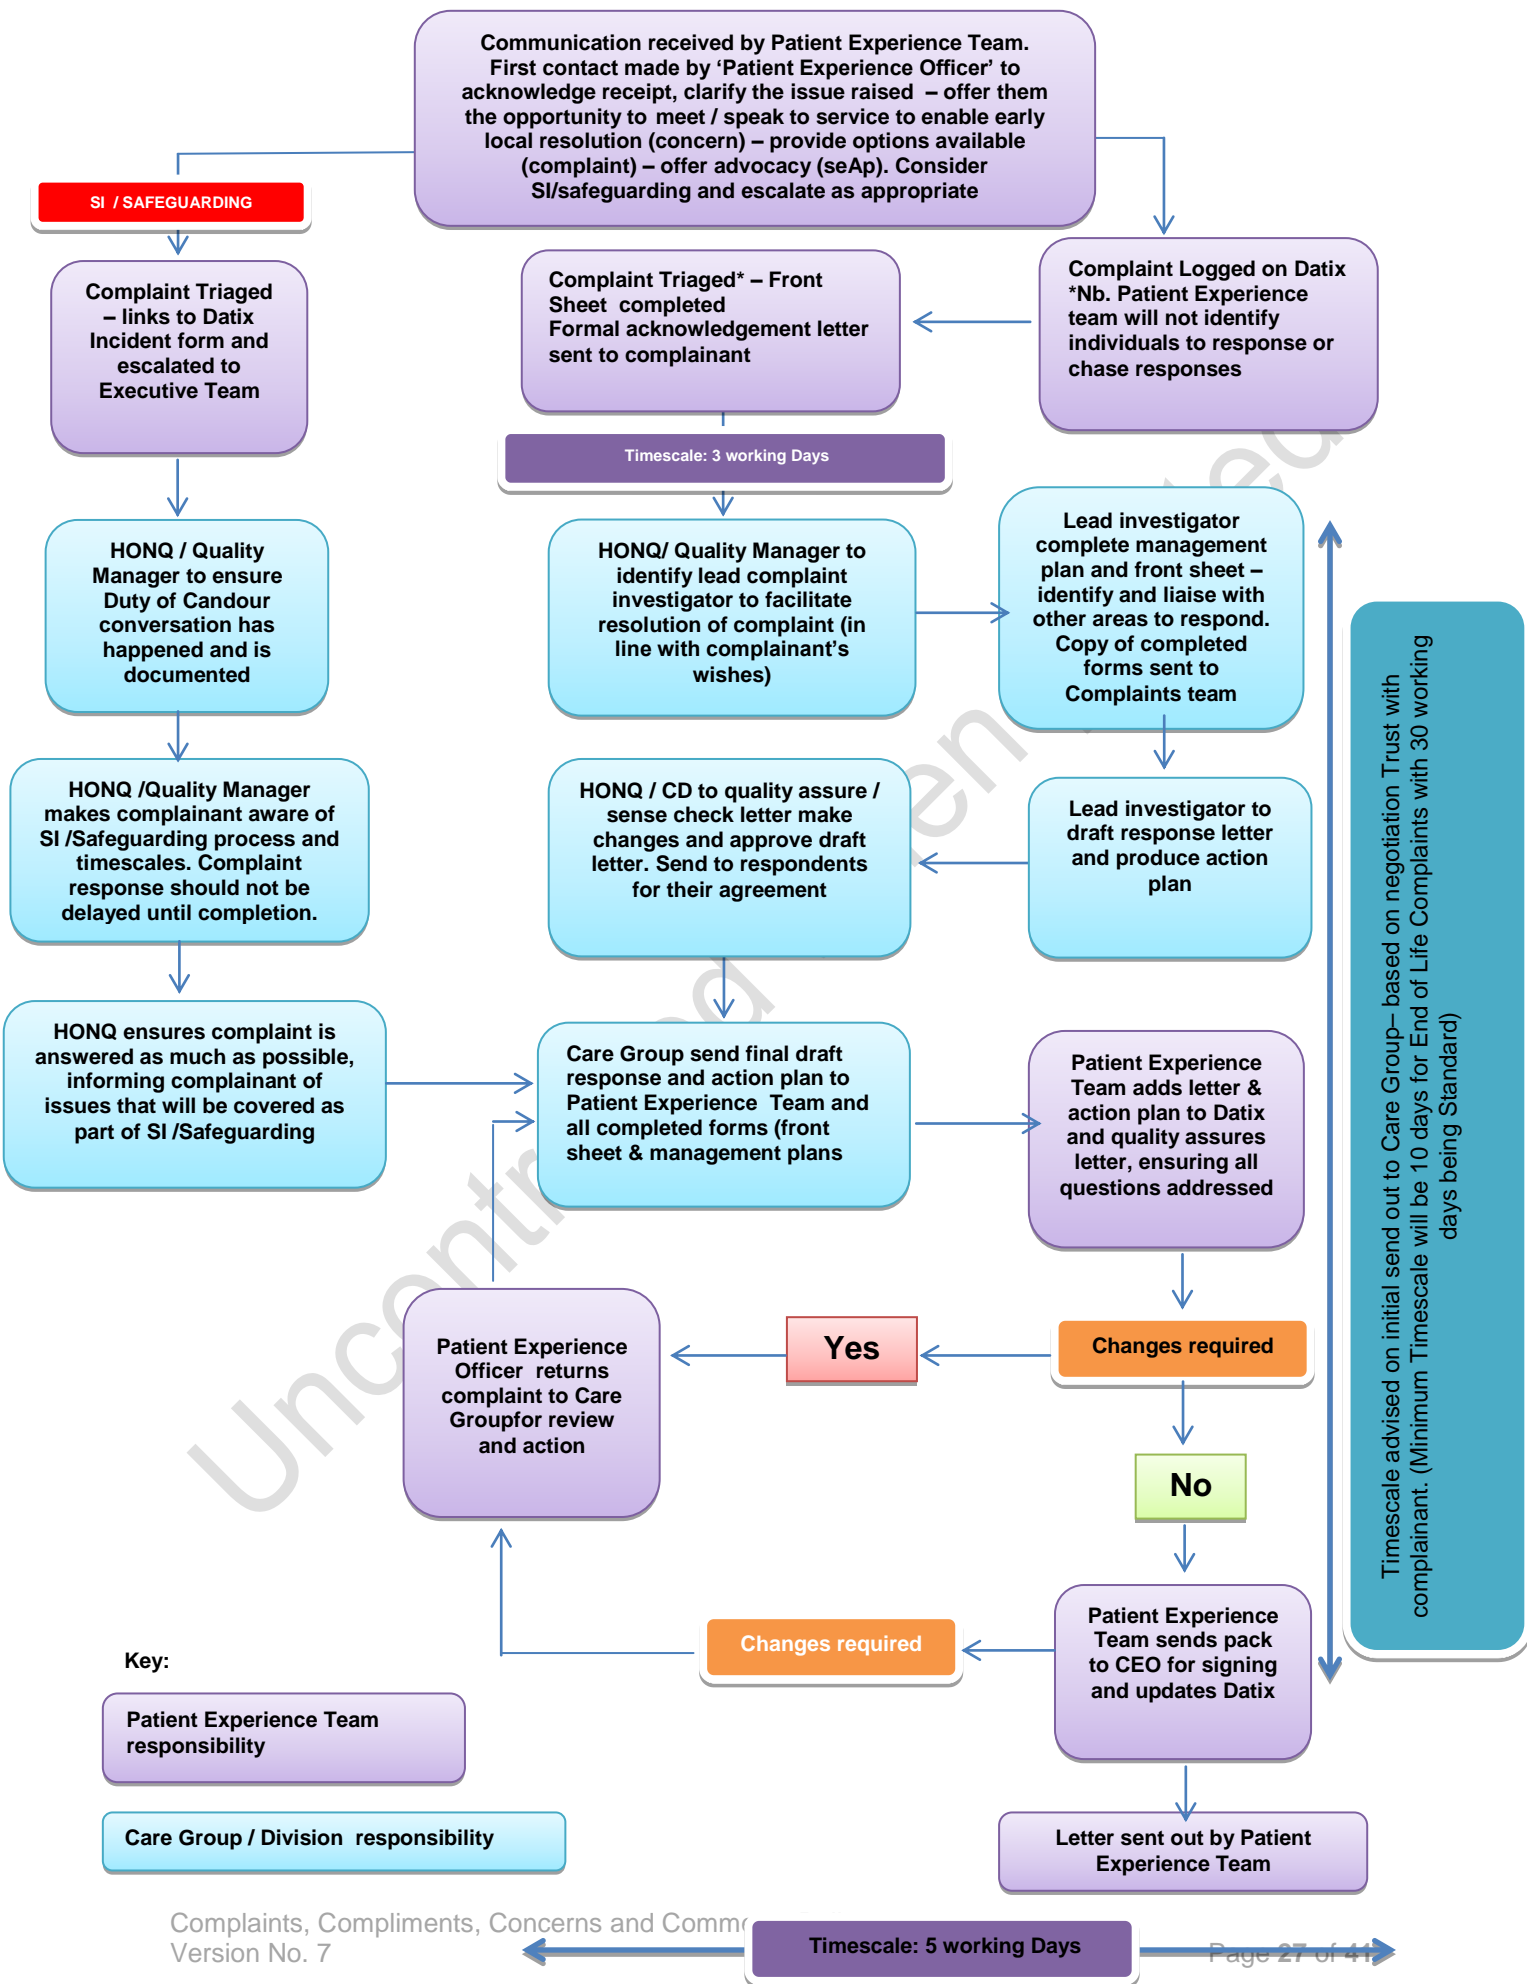 Communication received by Patient Experience Team.
First contact made by ‘Patient Experience Officer’ to
acknowledge receipt, clarify the issue raised – offer them
the opportunity to meet / speak to service to enable early
local resolution (concern) – provide options available
(complaint) – offer advocacy (seAp). Consider
SI/safeguarding and escalate as appropriate
SI / SAFEGUARDING
Complaint Triaged
– links to Datix
Incident form and
escalated to
Executive Team
Complaint Triaged* – Front
Sheet completed
Formal acknowledgement letter
sent to complainant
Complaint Logged on Datix
*Nb. Patient Experience
team will not identify
individuals to response or
chase responses
Timescale: 3 working Days
HONQ / Quality
Manager to ensure
Duty of Candour
conversation has
happened and is
documented
HONQ/ Quality Manager to
identify lead complaint
investigator to facilitate
resolution of complaint (in
line with complainant’s
wishes)
Lead investigator
complete management
plan and front sheet –
identify and liaise with
other areas to respond.
Copy of completed
forms sent to
Complaints team
HONQ /Quality Manager
makes complainant aware of
SI /Safeguarding process and
timescales. Complaint
response should not be
delayed until completion.
HONQ / CD to quality assure /
sense check letter make
changes and approve draft
letter. Send to respondents
for their agreement
Lead investigator to
draft response letter
and produce action
plan
HONQ ensures complaint is
answered as much as possible,
informing complainant of
issues that will be covered as
part of SI /Safeguarding
Care Group send final draft
response and action plan to
Patient Experience Team and
all completed forms (front
sheet & management plans
Patient Experience
Team adds letter &
action plan to Datix
and quality assures
letter, ensuring all
questions addressed
Timescale advised on initial send out to Care Group– based on negotiation Trust with
complainant. (Minimum Timescale will be 10 days for End of Life Complaints with 30 working
days being Standard)
Patient Experience
Officer returns
complaint to Care
Groupfor review
and action
Yes
Changes required
No
Changes required
Patient Experience
Team sends pack
to CEO for signing
and updates Datix
Key:
Patient Experience Team
responsibility
Care Group / Division responsibility
Letter sent out by Patient
Experience Team
Complaints, Compliments, Concerns and
Version No. 7
Timescale: 5 working Days
Page 27 of 41